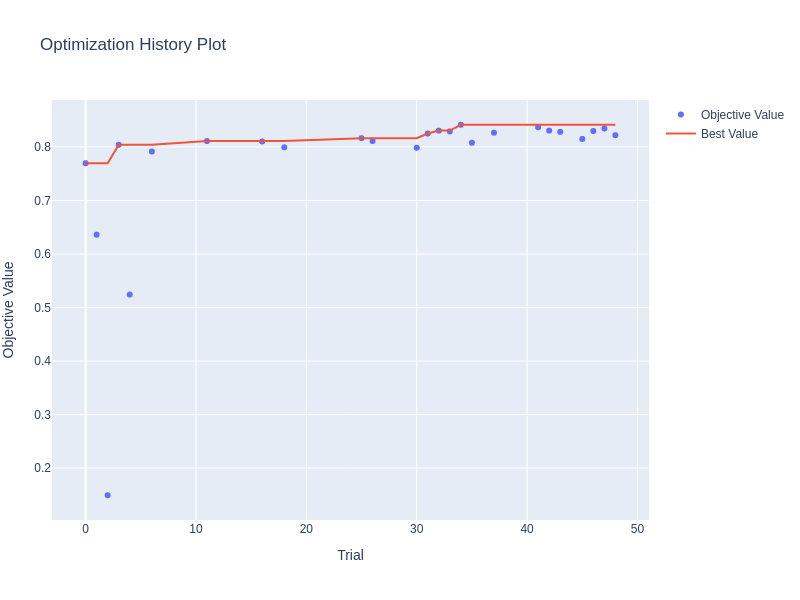 Optimization History Plot
Objective Value
Best Value
0.8
0.7
0.6
0.5
0.4
0.3
0.2
Objective Value
0 10 20 30 40 50
Trial